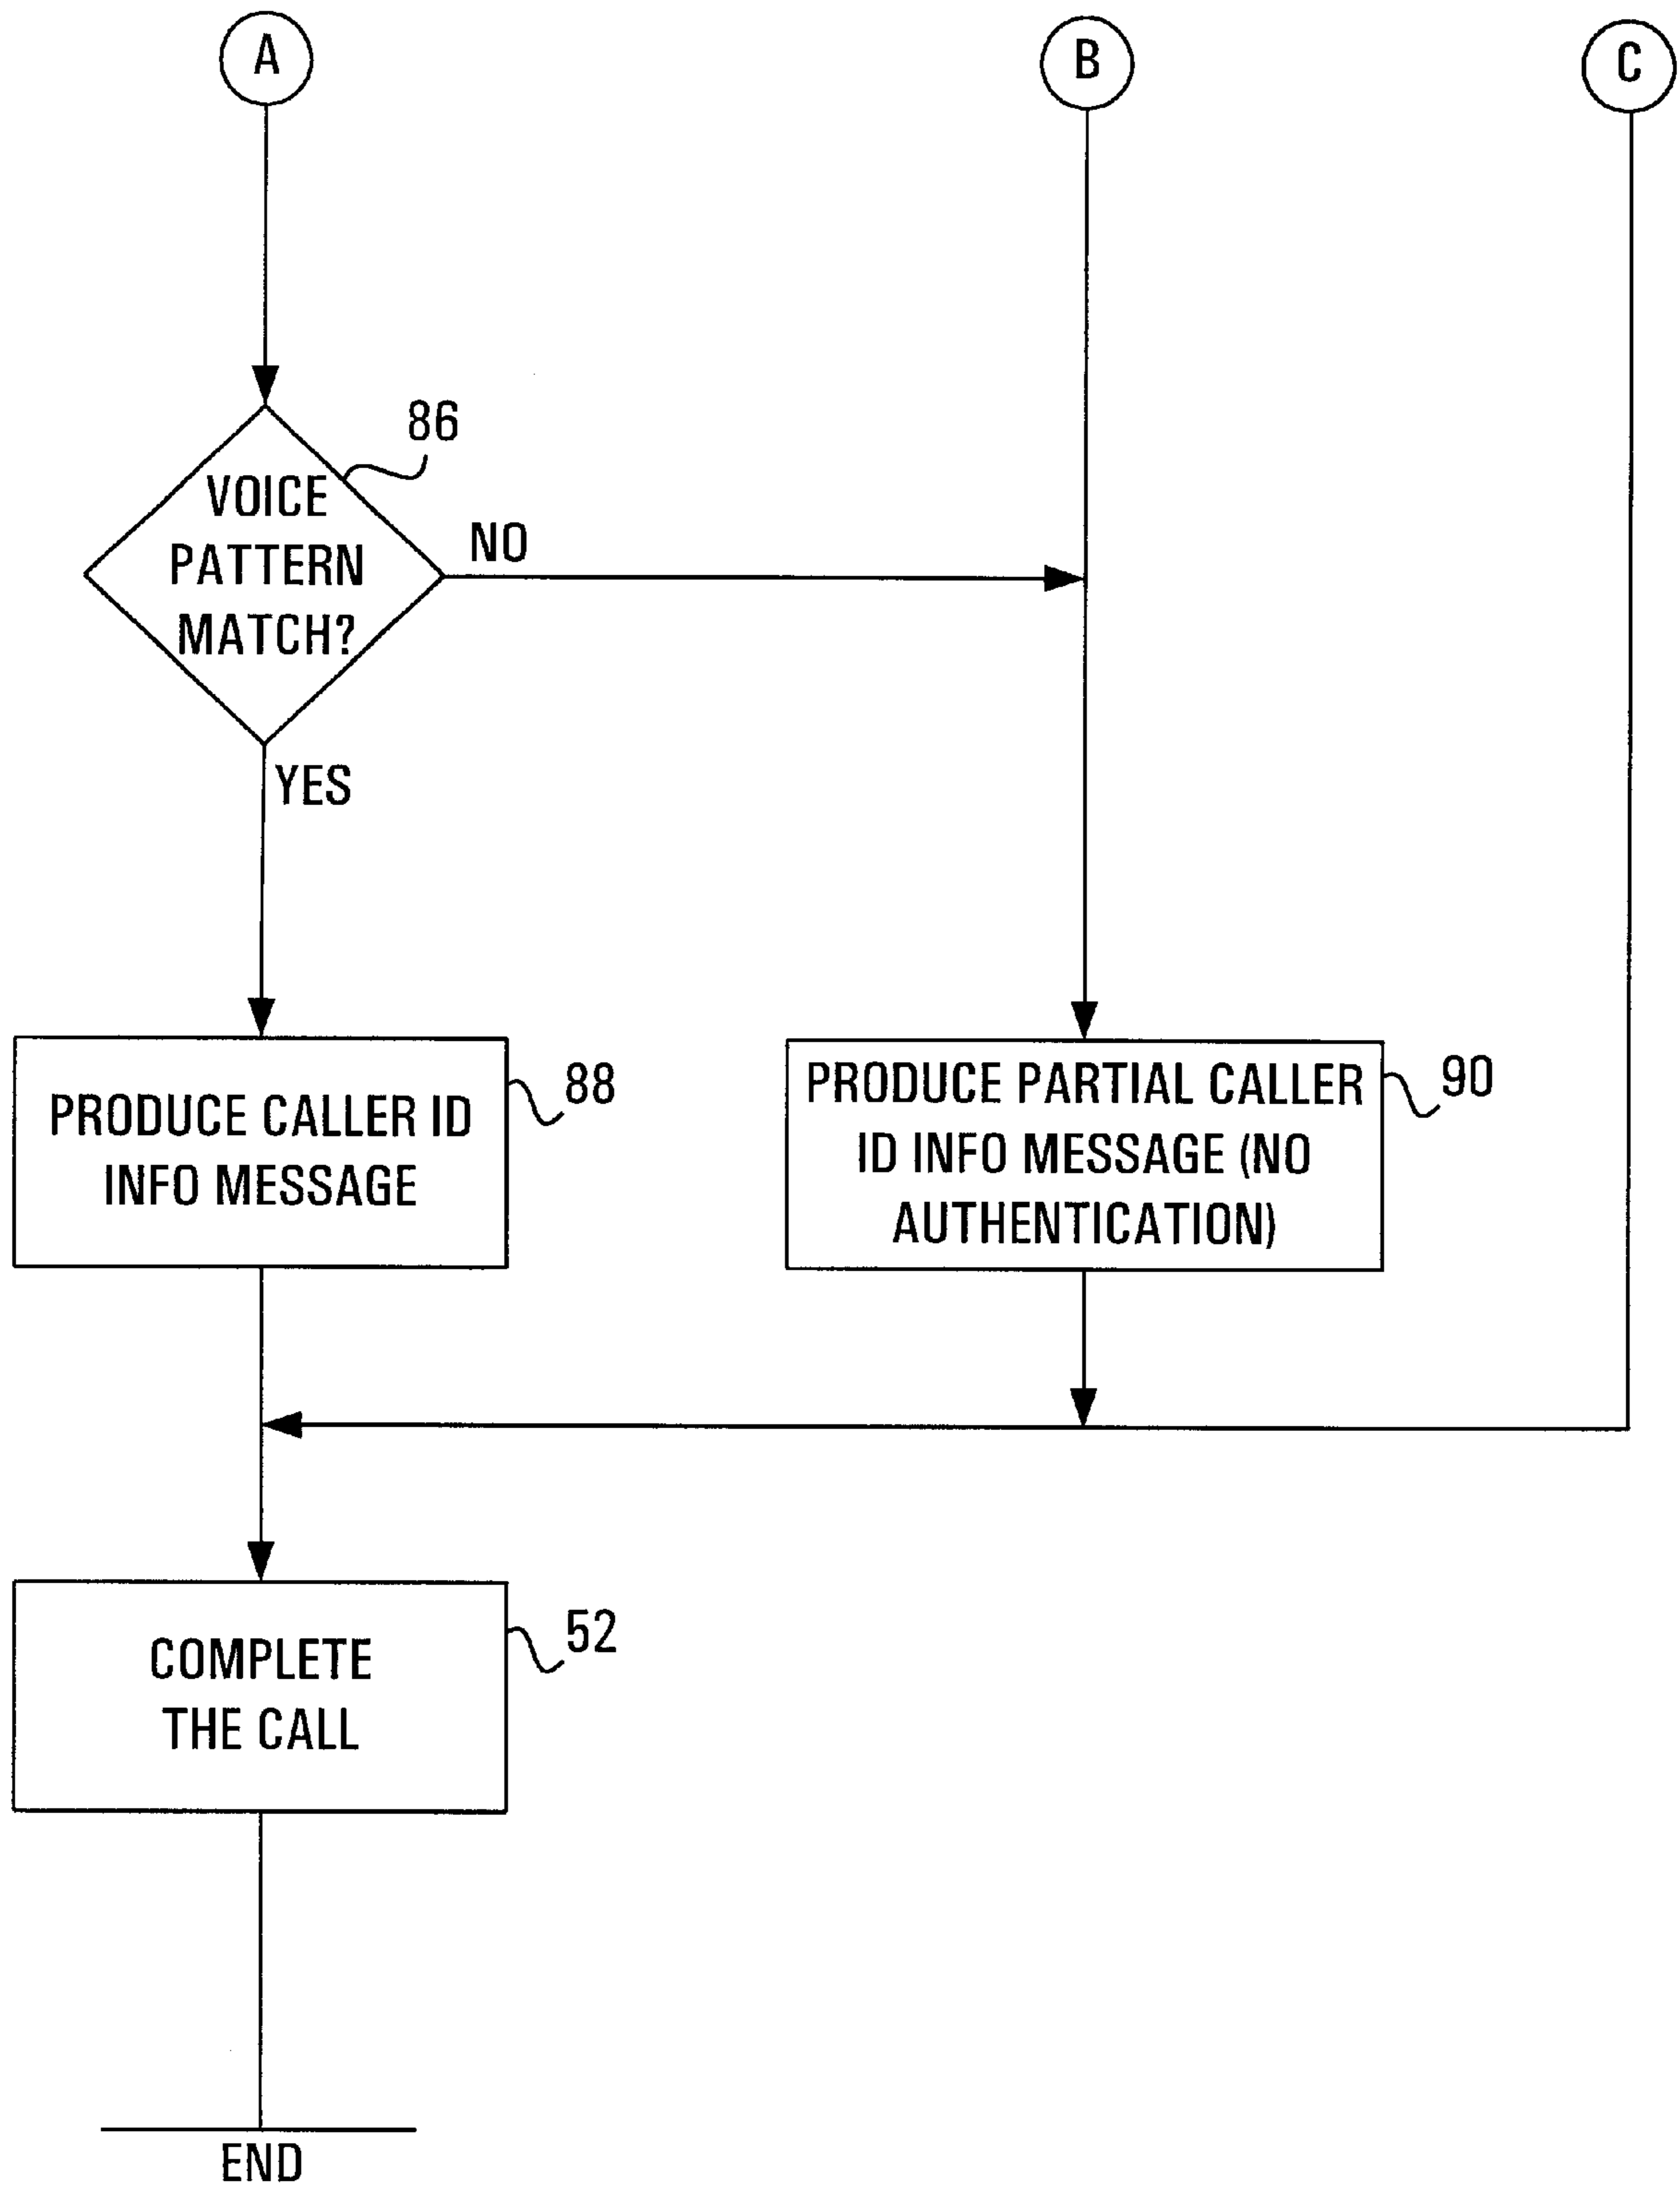 A
B
C
86
VOICE
PATTERN
MATCH?
NO
YES
PRODUCE CALLER ID
INFO MESSAGE
88
PRODUCE PARTIAL CALLER
ID INFO MESSAGE (NO
AUTHENTICATION)
90
COMPLETE
THE CALL
52
END